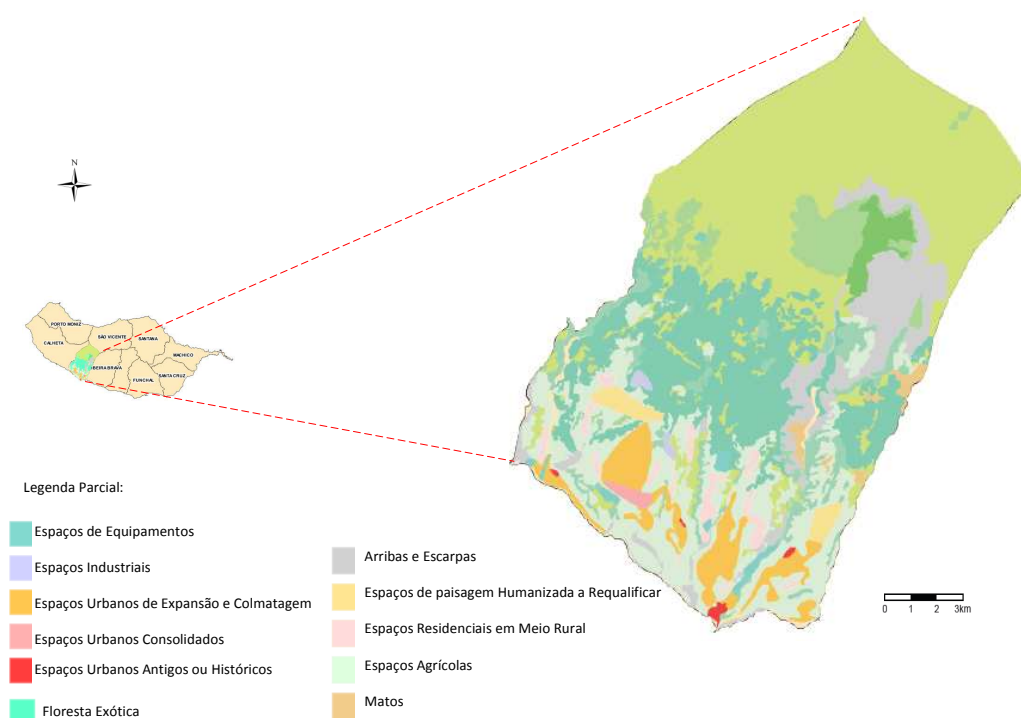 N
PORTO MONIZ
SÃO VICENTE
SANTANA
CALHETA
MACHICO
RIBEIRA BRAVA
SANTA CRUZ
FUNCHAL
Legenda Parcial:
Espaços de Equipamentos
Espaços Industriais
Espaços Urbanos de Expansão e Colmatagem
Espaços Urbanos Consolidados
Espaços Urbanos Antigos ou Históricos
Floresta Exótica
Arribas e Escarpas
Espaços de paisagem Humanizada a Requalificar
Espaços Residenciais em Meio Rural
Espaços Agrícolas
Matos
0 1 2 3km